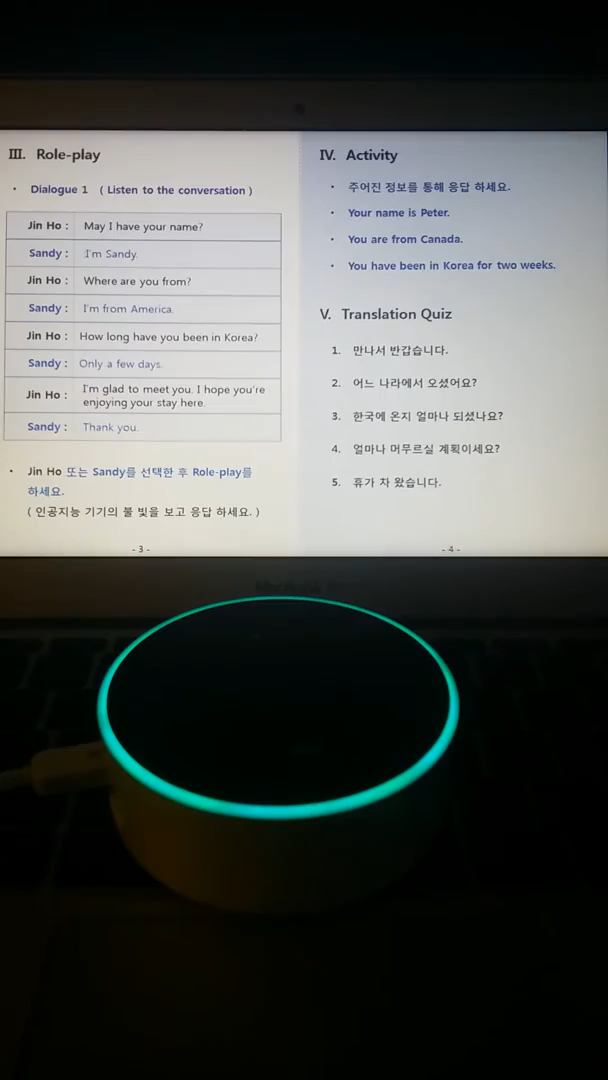 III. Role-play
• Dialogue 1 ( Listen to the conversation )
Jin Ho : May I have your name?
Sandy : I'm Sandy.
Jin Ho : Where are you from?
Sandy : I'm from America.
Jin Ho : How long have you been in Korea?
Sandy : Only a few days.
Jin Ho : I'm glad to meet you. I hope you're
enjoying your stay here.
Sandy : Thank you.
• Jin Ho 또는 Sandy를 선택한 후 Role-play를
하세요.
( 인공지능 기기의 불 빛을 보고 응답 하세요. )
- 3 -
IV. Activity
• 주어진 정보를 통해 응답 하세요.
• Your name is Peter.
• You are from Canada.
• You have been in Korea for two weeks.
V. Translation Quiz
1. 만나서 반갑습니다.
2. 어느 나라에서 오셨어요?
3. 한국에 온지 얼마나 되셨나요?
4. 얼마나 머무르실 계획이세요?
5. 휴가 차 왔습니다.
- 4 -